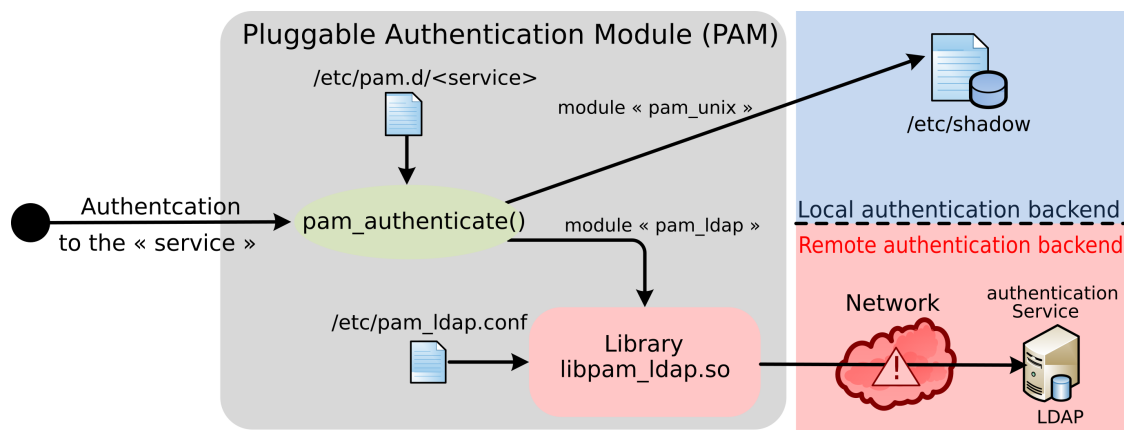 Pluggable Authentication Module (PAM)
/etc/pam.d/<service>
module « pam_unix »
/etc/shadow
Authentcation
to the « service »
pam_authenticate()
module « pam_ldap »
Local authentication backend
Remote authentication backend
/etc/pam_ldap.conf
Library
libpam_ldap.so
Network
!
authentication
Service
LDAP